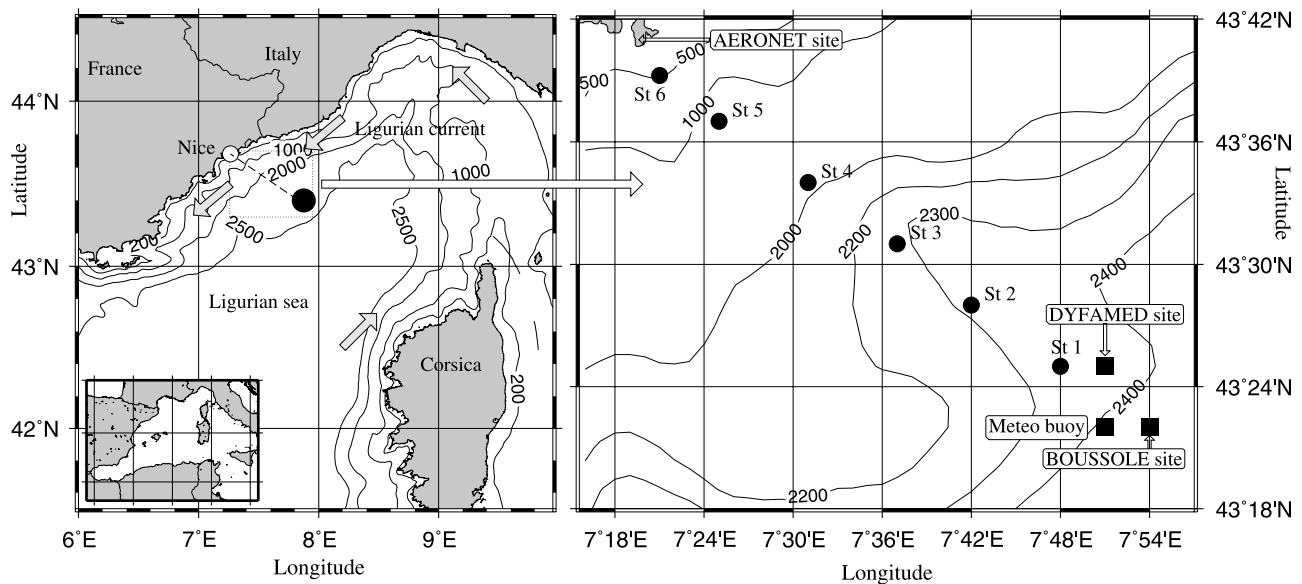 France
Italy
44°N
Ligurian current
Nice
1000
2000
1000
2500
2500
200
43°N
Ligurian sea
Corsica
200
42°N
6°E
7°E
8°E
9°E
Longitude
Latitude
43°42'N
AERONET site
500
500
St 6
St 5
1000
43°36'N
St 4
2300
St 3
2000
2200
2400
43°30'N
St 2
DYFAMED site
St 1
43°24'N
2400
Meteo buoy
BOUSSOLE site
2200
43°18'N
7°18'E
7°24'E
7°31'E
7°36'E
7°42'E
7°48'E
7°54'E
Longitude
Latitude